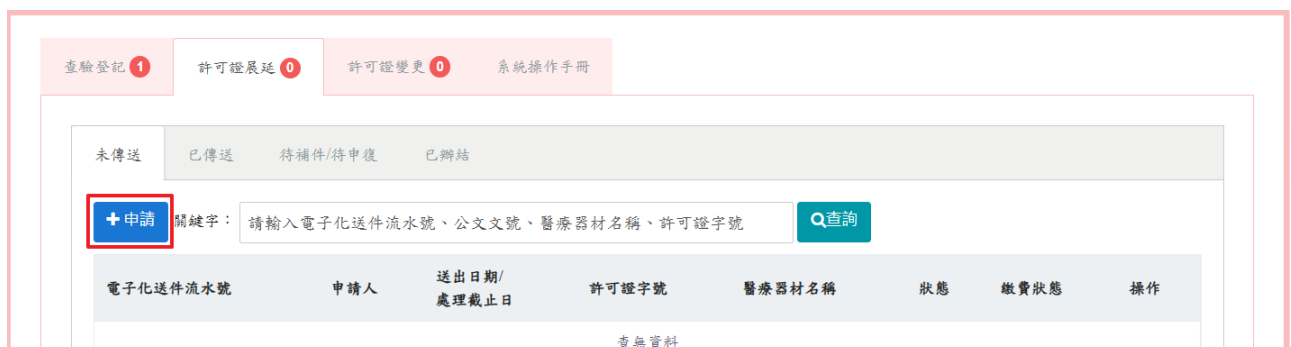 查驗登記 1 許可證展延 0 許可證變更 0 系統操作手冊
未傳送 已傳送 待補件/待申復 已辦結
申請 關鍵字： 請輸入電子化送件流水號、公文文號、醫療器材名稱、許可證字號 查詢
電子化送件流水號 申請人 送出日期/ 許可證字號 醫療器材名稱 狀態 繳費狀態 操作
處理截止日
查無資料